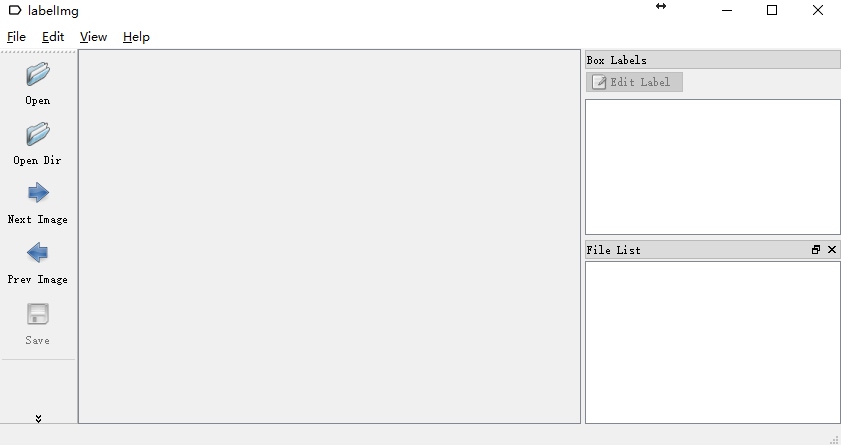 labelImg
File Edit View Help
Open
Open Dir
Next Image
Prev Image
Save
Box Labels
Edit Label
File List